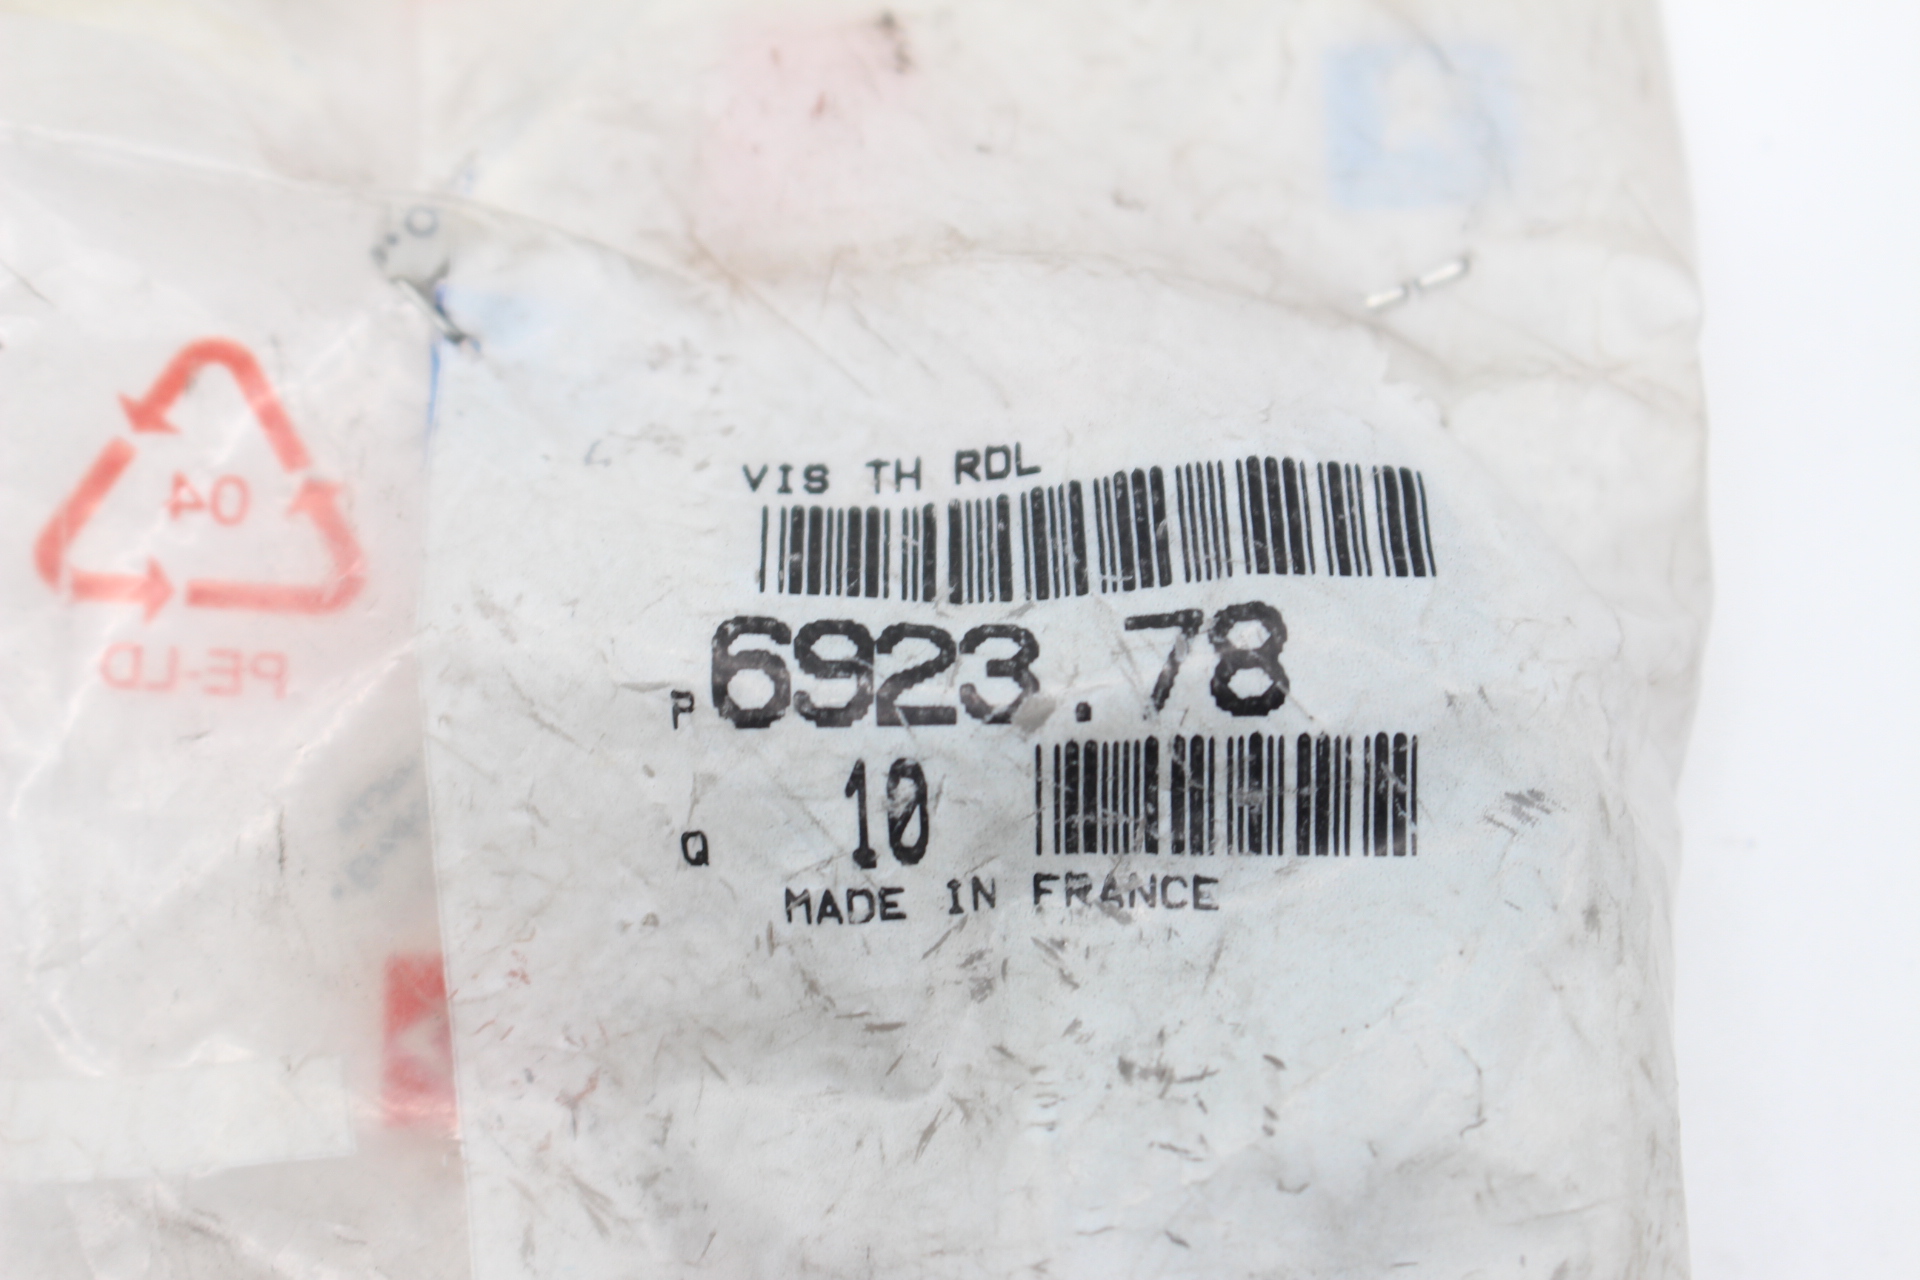 VIS TH RDL
P 6923.78
Q 10
MADE IN FRANCE
04
PE-LD